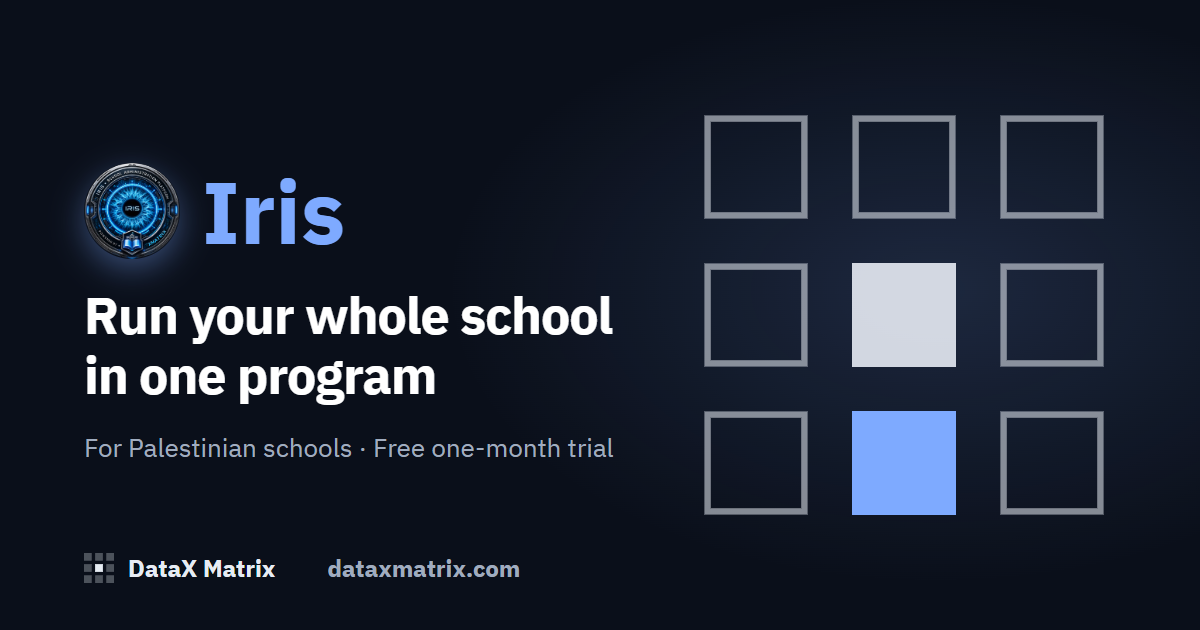 IRIS
Iris
Run your whole school
in one program
For Palestinian schools · Free one-month trial
DataX Matrix
dataxmatrix.com